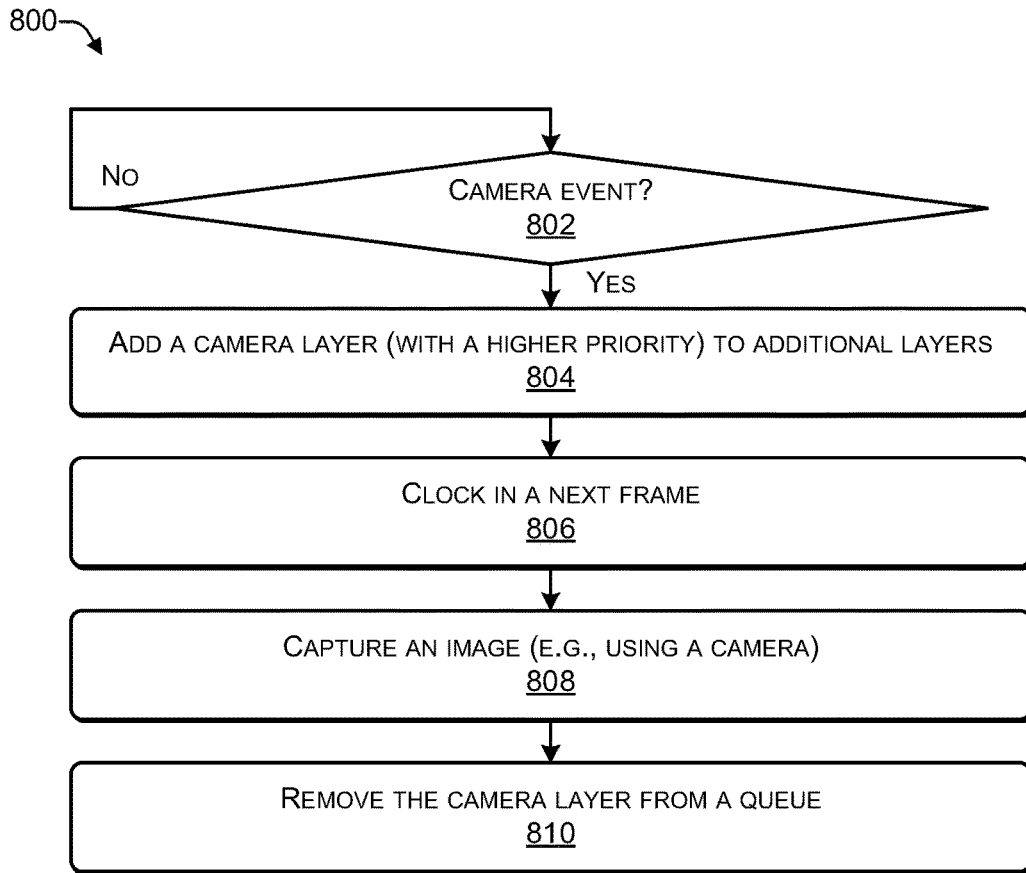 800
NO
CAMERA EVENT?
802
YES
ADD A CAMERA LAYER (WITH A HIGHER PRIORITY) TO ADDITIONAL LAYERS
804
CLOCK IN A NEXT FRAME
806
CAPTURE AN IMAGE (E.G., USING A CAMERA)
808
REMOVE THE CAMERA LAYER FROM A QUEUE
810